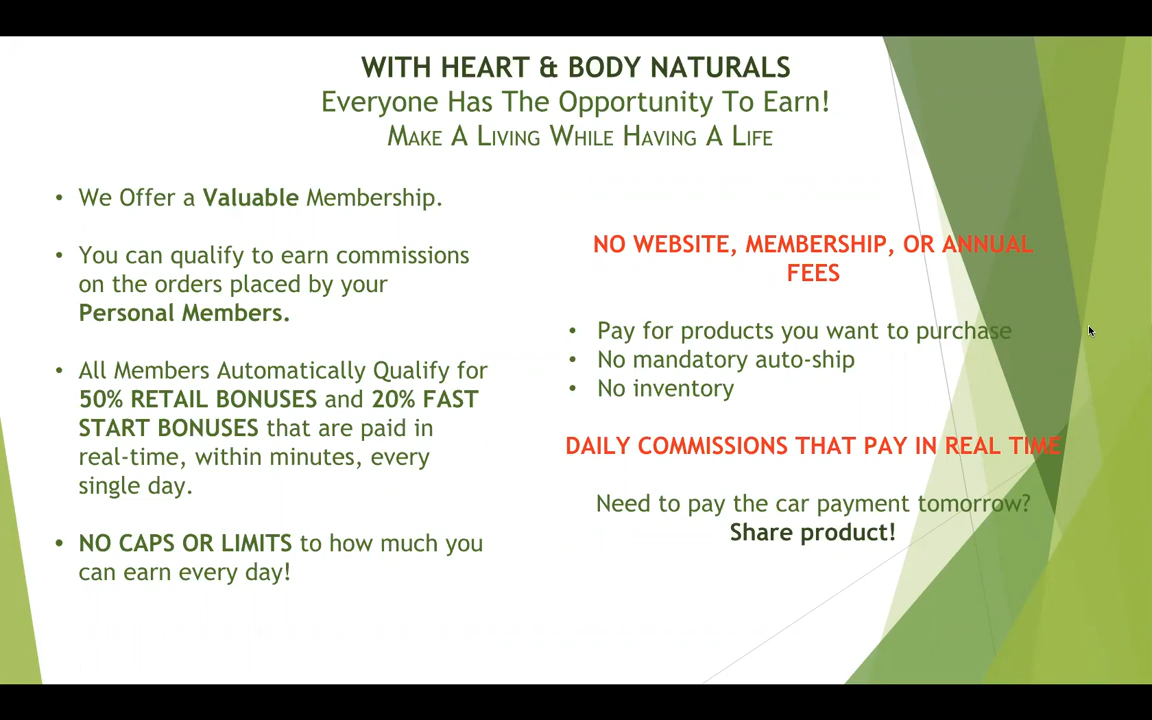 WITH HEART & BODY NATURALS
Everyone Has The Opportunity To Earn!
MAKE A LIVING WHILE HAVING A LIFE
• We Offer a Valuable Membership.
• You can qualify to earn commissions
on the orders placed by your
Personal Members.
• All Members Automatically Qualify for
50% RETAIL BONUSES and 20% FAST
START BONUSES that are paid in
real-time, within minutes, every
single day.
• NO CAPS OR LIMITS to how much you
can earn every day!
NO WEBSITE, MEMBERSHIP, OR ANNUAL
FEES
• Pay for products you want to purchase
• No mandatory auto-ship
• No inventory
DAILY COMMISSIONS THAT PAY IN REAL TIME
Need to pay the car payment tomorrow?
Share product!